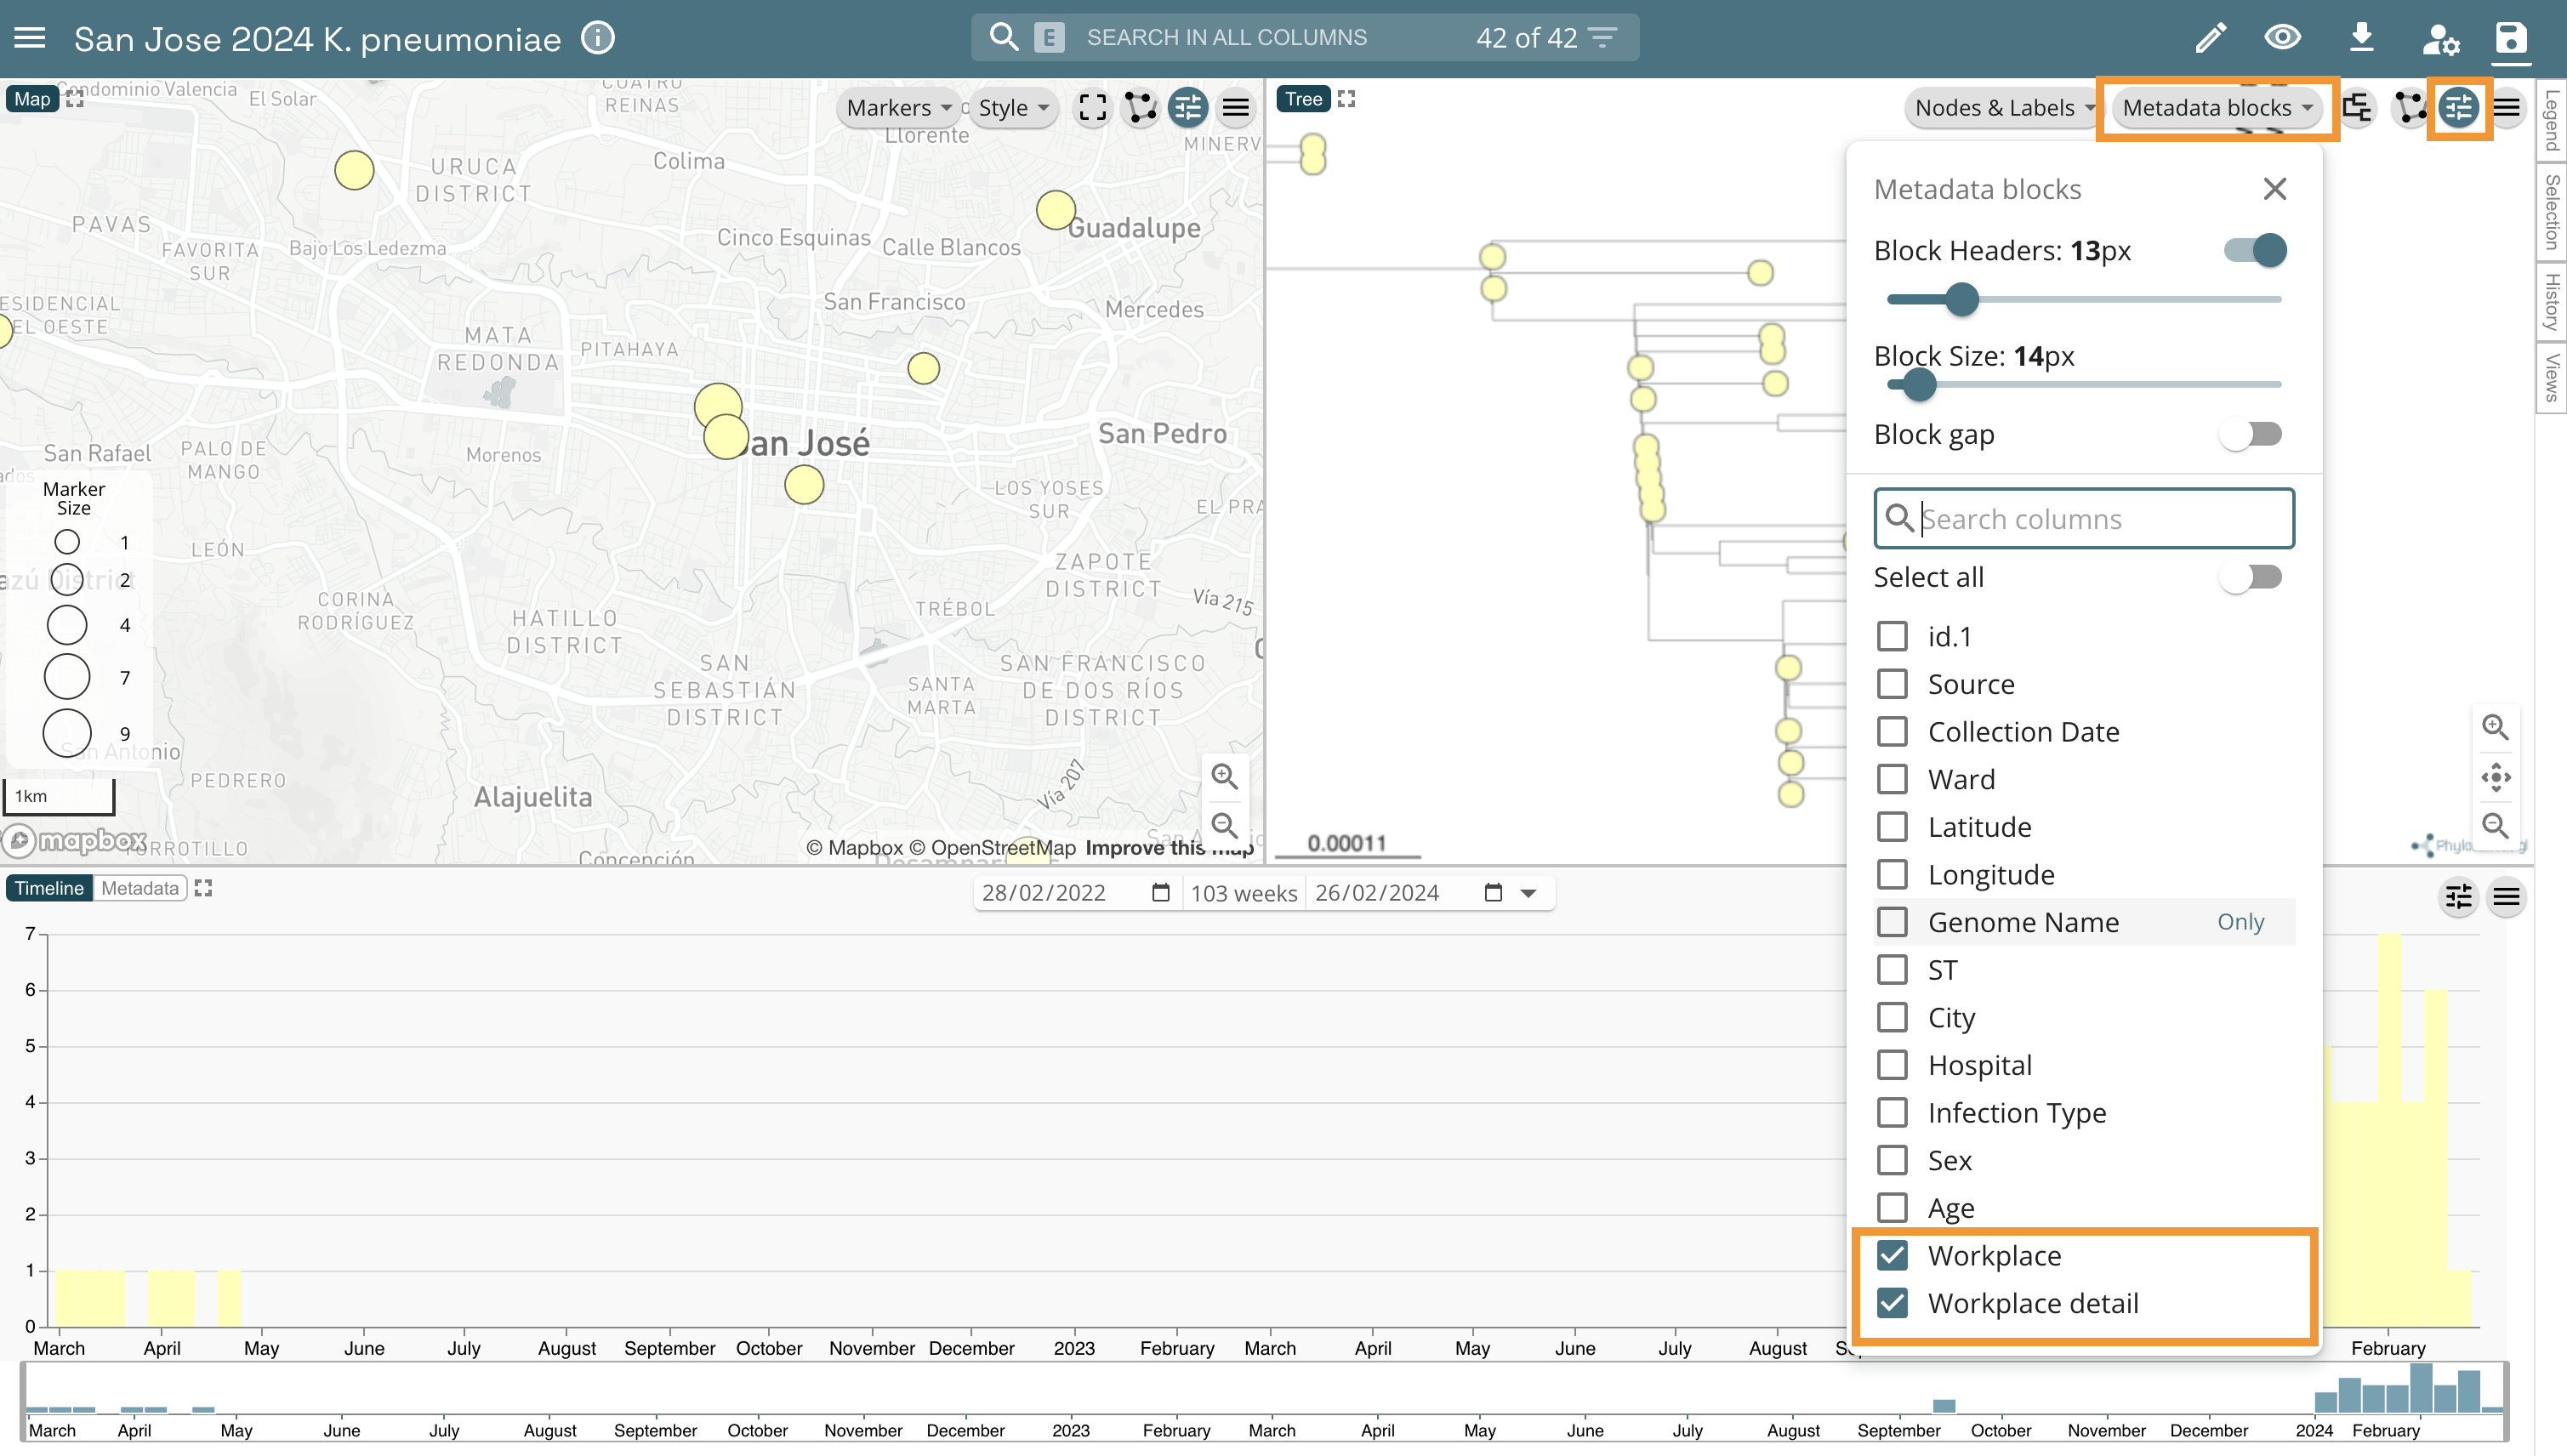 San Jose 2024 K. pneumoniae
E SEARCH IN ALL COLUMNS 42 of 42
Map
Markers
Style
Condominio Valencia
El Solar
CUATRO
REINAS
Llorente
MINERV
URUCA
DISTRICT
Colima
Guadalupe
PAVAS
FAVORITA
SUR
Bajo Los Ledezma
Cinco Esquinas
Calle Blancos
ESIDENCIAL
EL OESTE
San Francisco
Mercedes
MATA
REDONDA
PITAHAYA
San Rafael
PALO DE
MANGO
Morenos
an José
San Pedro
LOS YOSES
SUR
EL PRA
LEÓN
azú District
CORINA
RODRÍGUEZ
HATILLO
DISTRICT
TRÉBOL
ZAPOTE
DISTRICT
Vía 215
SAN
SEBASTIÁN
DISTRICT
SANTA
MARTA
SAN FRANCISCO
DE DOS RÍOS
DISTRICT
San Antonio
PEDRERO
Alajuelita
Vía 207
Concepción
Marker
Size
1
2
4
7
9
1km
mapbox
© Mapbox © OpenStreetMap Improve this map
Tree
Nodes & Labels
Metadata blocks
0.00011
Metadata blocks
Block Headers: 13px
Block Size: 14px
Block gap
Search columns
Select all
id.1
Source
Collection Date
Ward
Latitude
Longitude
Genome Name Only
ST
City
Hospital
Infection Type
Sex
Age
Workplace
Workplace detail
Legend
Selection
History
Views
Timeline
Metadata
28/02/2022 103 weeks 26/02/2024
7
6
5
4
3
2
1
0
March April May June July August September October November December 2023 February March April May June July August February
March April May June July August September October November December 2023 February March April May June July August September October November December 2024 February